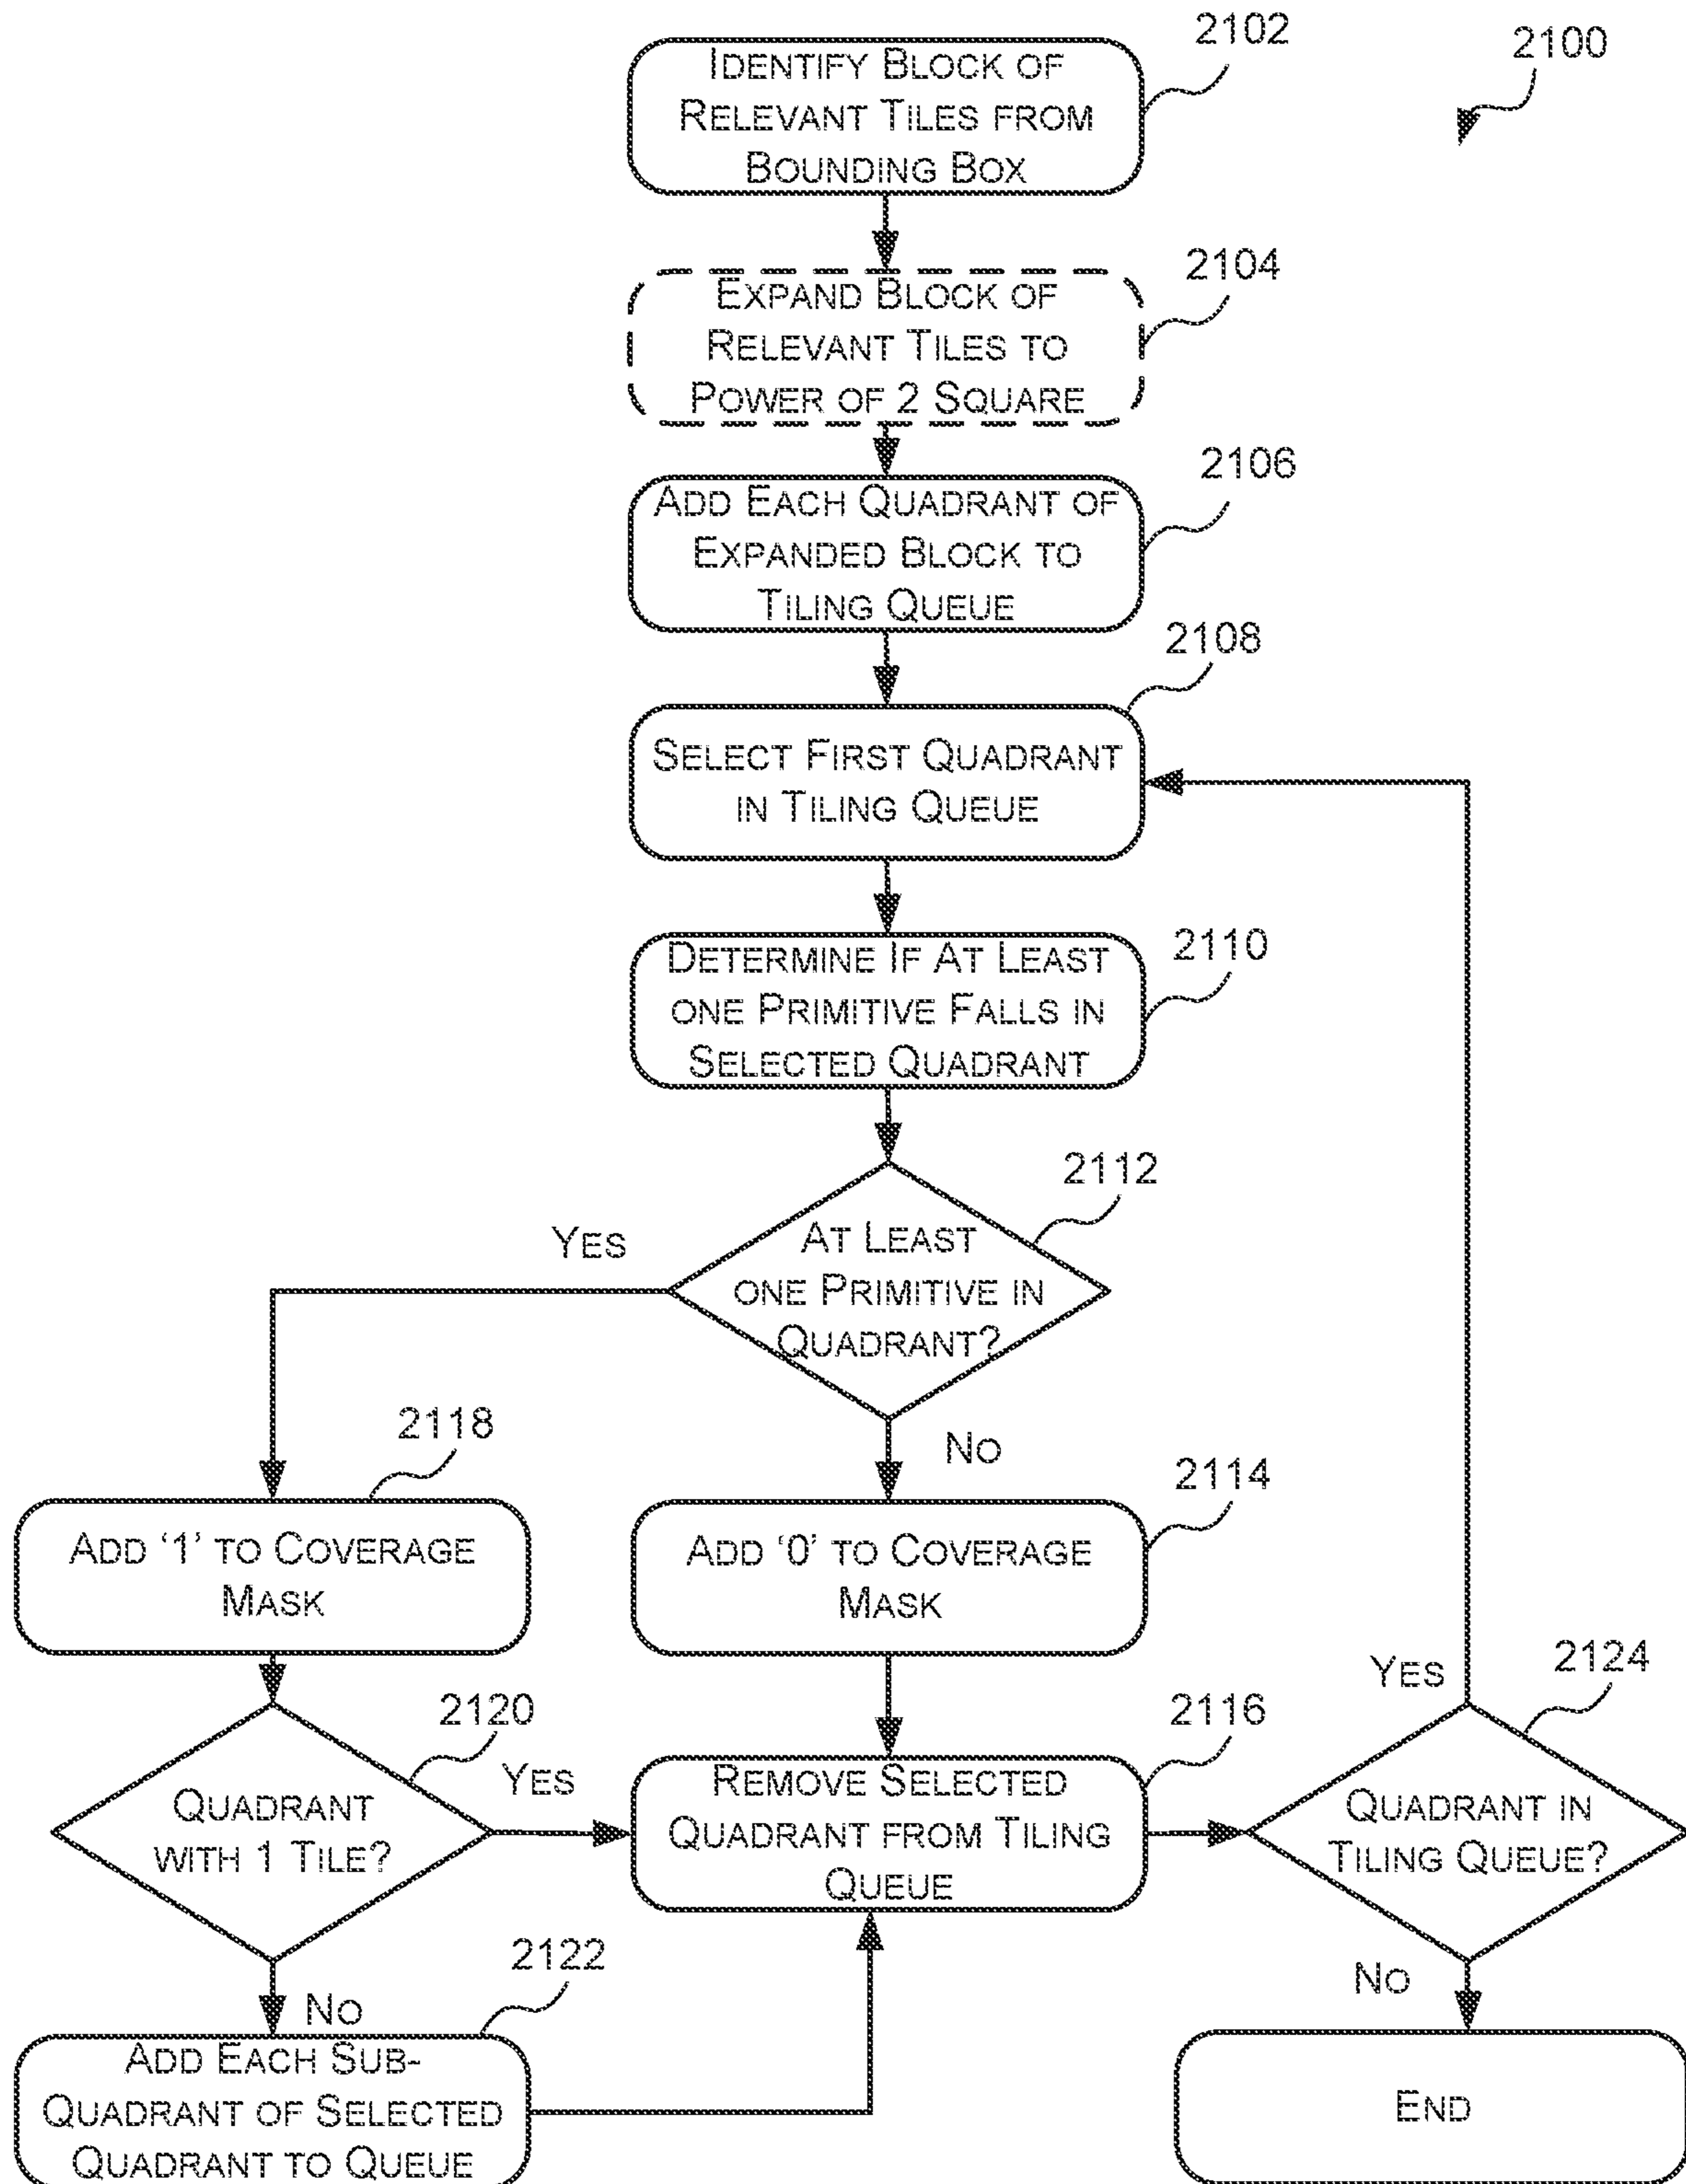 2102
2100
IDENTIFY BLOCK OF
RELEVANT TILES FROM
BOUNDING BOX
2104
EXPAND BLOCK OF
RELEVANT TILES TO
POWER OF 2 SQUARE
2106
ADD EACH QUADRANT OF
EXPANDED BLOCK TO
TILING QUEUE
2108
SELECT FIRST QUADRANT
IN TILING QUEUE
2110
DETERMINE IF AT LEAST
ONE PRIMITIVE FALLS IN
SELECTED QUADRANT
2112
AT LEAST
ONE PRIMITIVE IN
QUADRANT?
YES
NO
2118
ADD ‘1’ TO COVERAGE
MASK
2114
ADD ‘0’ TO COVERAGE
MASK
2120
QUADRANT
WITH 1 TILE?
YES
NO
2116
REMOVE SELECTED
QUADRANT FROM TILING
QUEUE
2124
YES
QUADRANT IN
TILING QUEUE?
NO
2122
ADD EACH SUB-
QUADRANT OF SELECTED
QUADRANT TO QUEUE
END